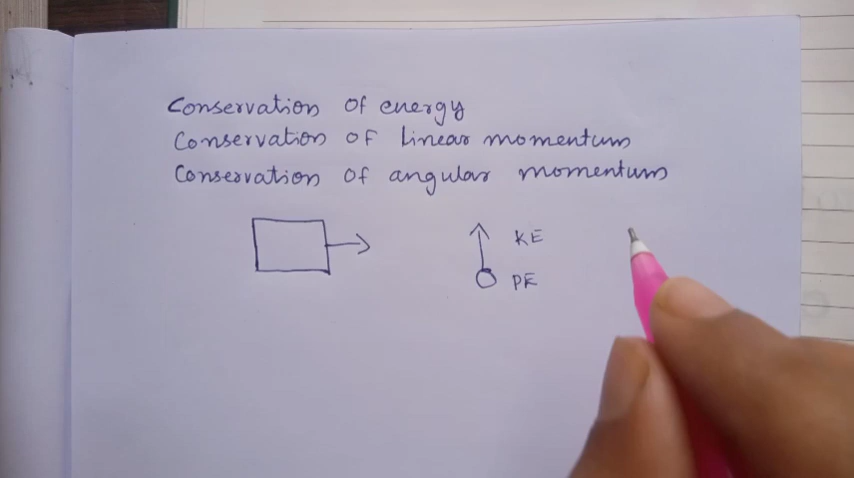 Conservation of energy
Conservation of Linear momentum
Conservation of angular momentum
KE
PE